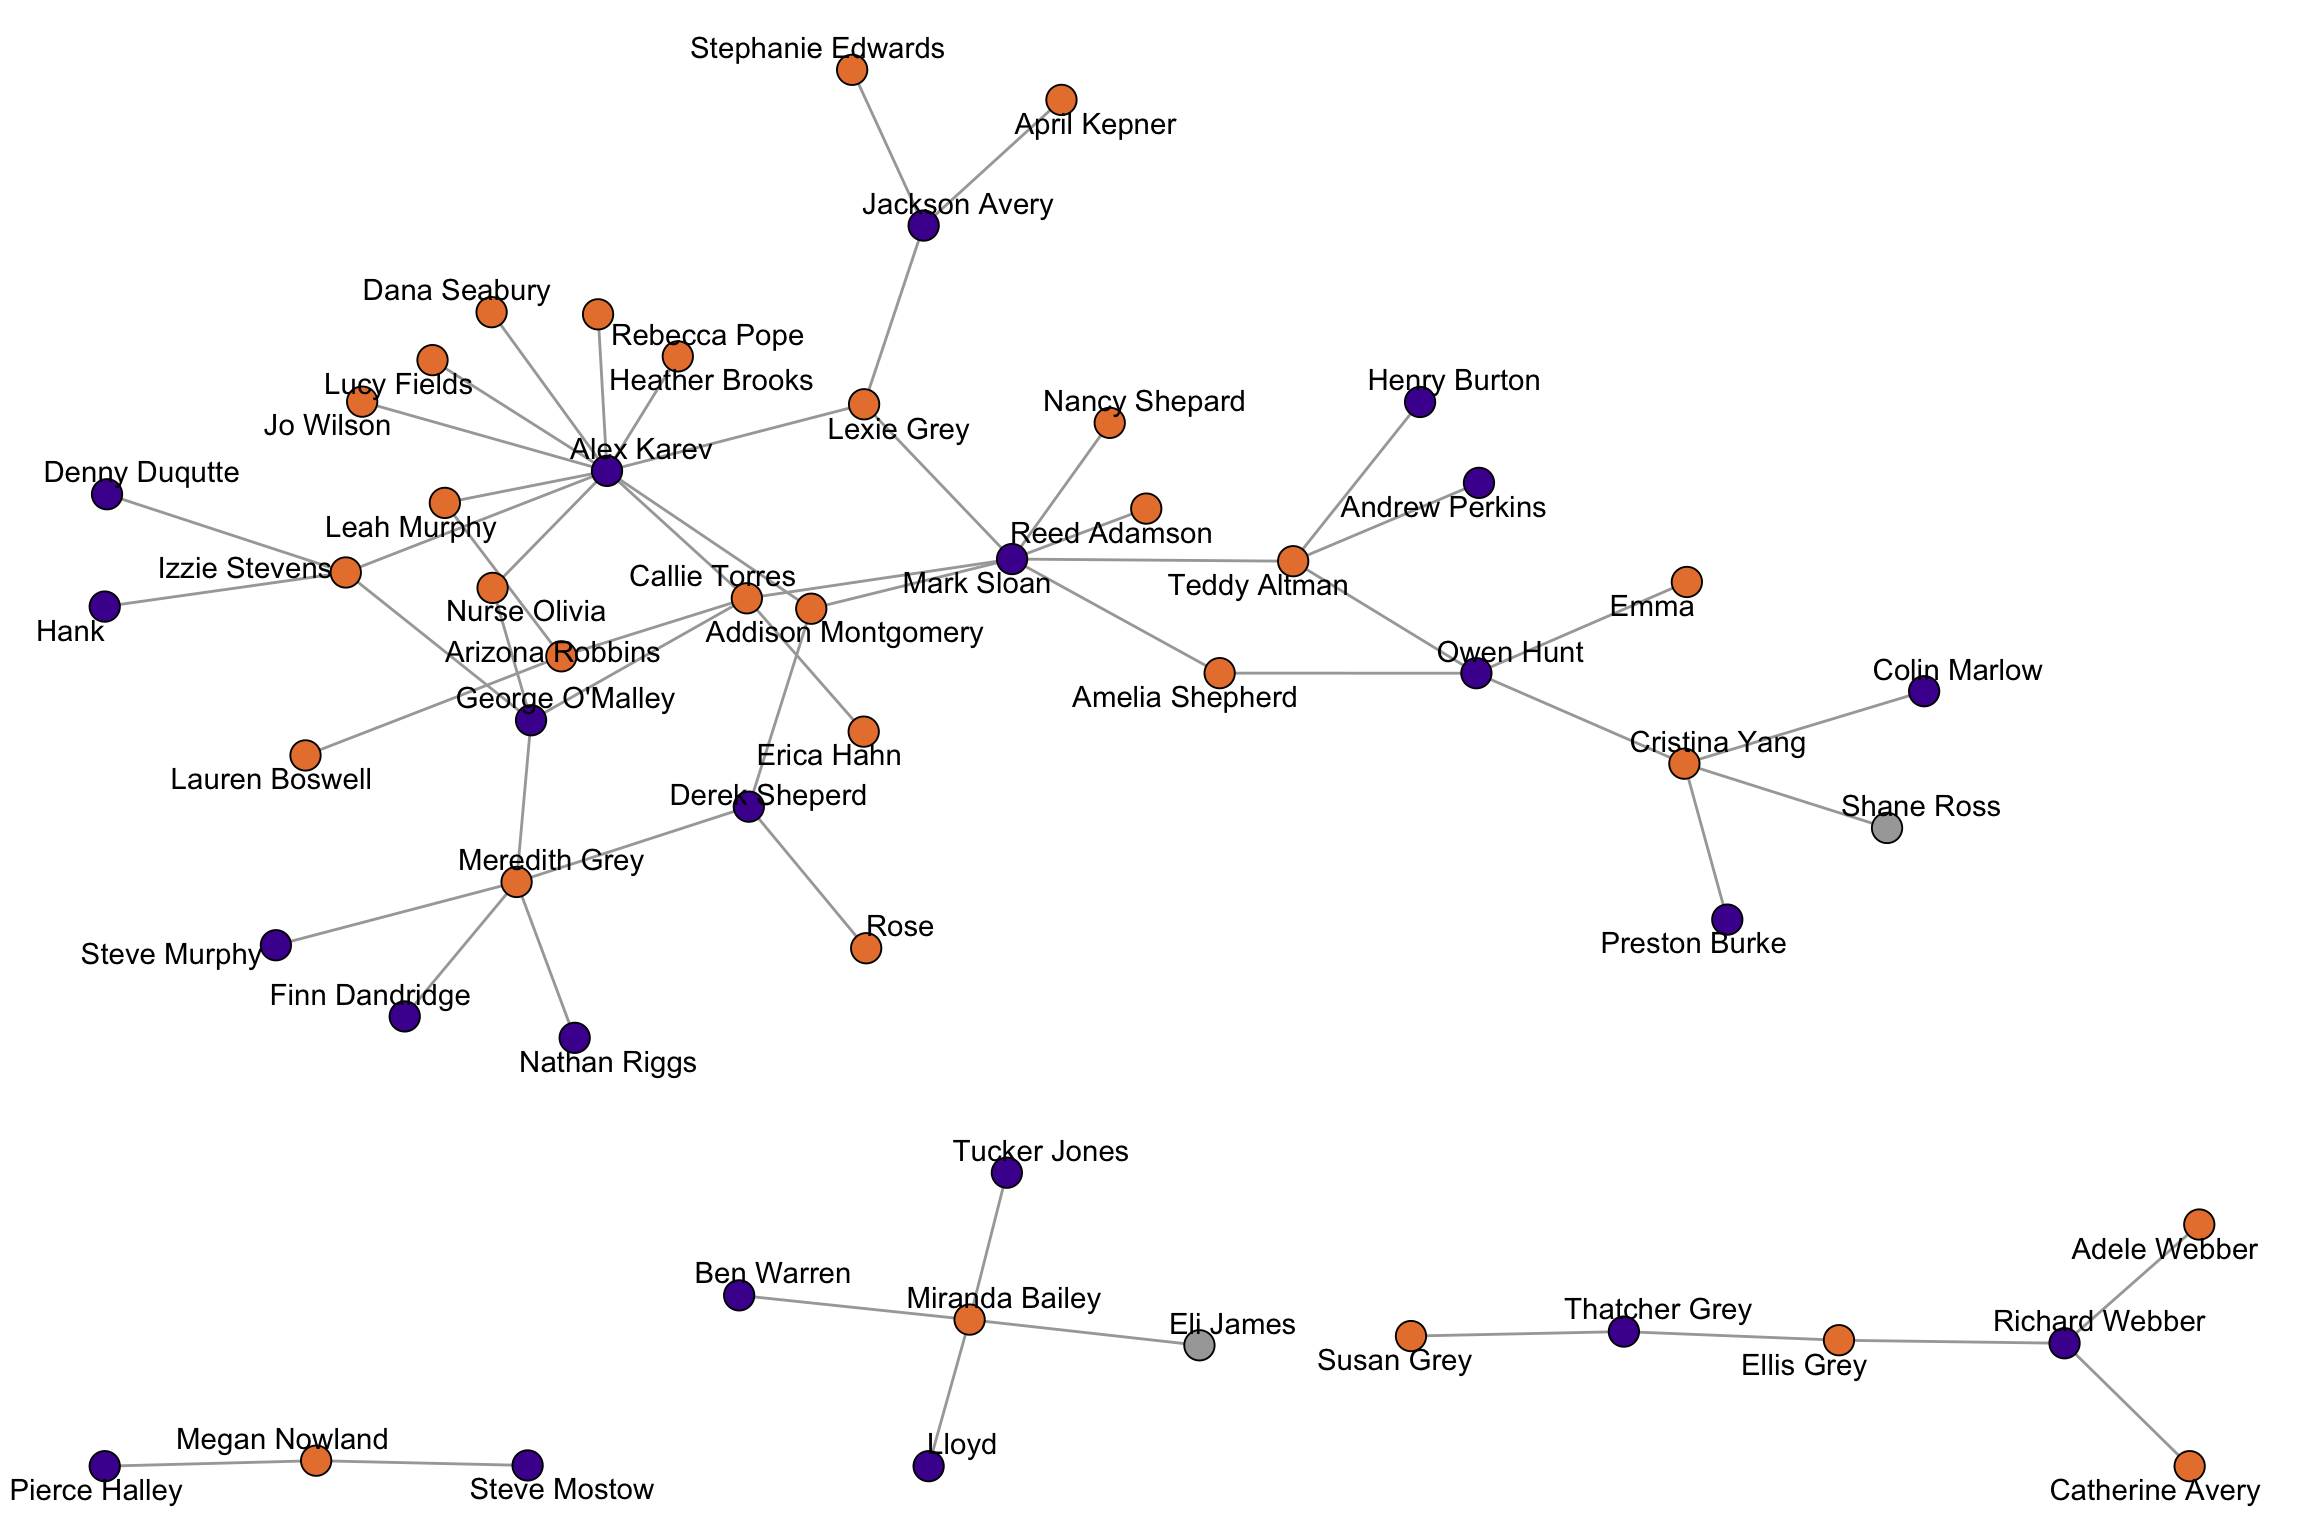 Stephanie Edwards
April Kepner
Jackson Avery
Dana Seabury
Rebecca Pope
Lucy Fields
Heather Brooks
Henry Burton
Nancy Shepard
Jo Wilson
Lexie Grey
Alex Karev
Denny Duqutte
Andrew Perkins
Leah Murphy
Reed Adamson
Izzie Stevens
Callie Torres
Mark Sloan
Teddy Altman
Emma
Nurse Olivia
Hank
Addison Montgomery
Arizona Robbins
Owen Hunt
Colin Marlow
George O'Malley
Amelia Shepherd
Cristina Yang
Erica Hahn
Lauren Boswell
Derek Sheperd
Shane Ross
Meredith Grey
Rose
Preston Burke
Steve Murphy
Finn Dandridge
Nathan Riggs
Tucker Jones
Adele Webber
Ben Warren
Miranda Bailey
Thatcher Grey
Richard Webber
Eli James
Susan Grey
Ellis Grey
Megan Nowland
Lloyd
Pierce Halley
Steve Mostow
Catherine Avery